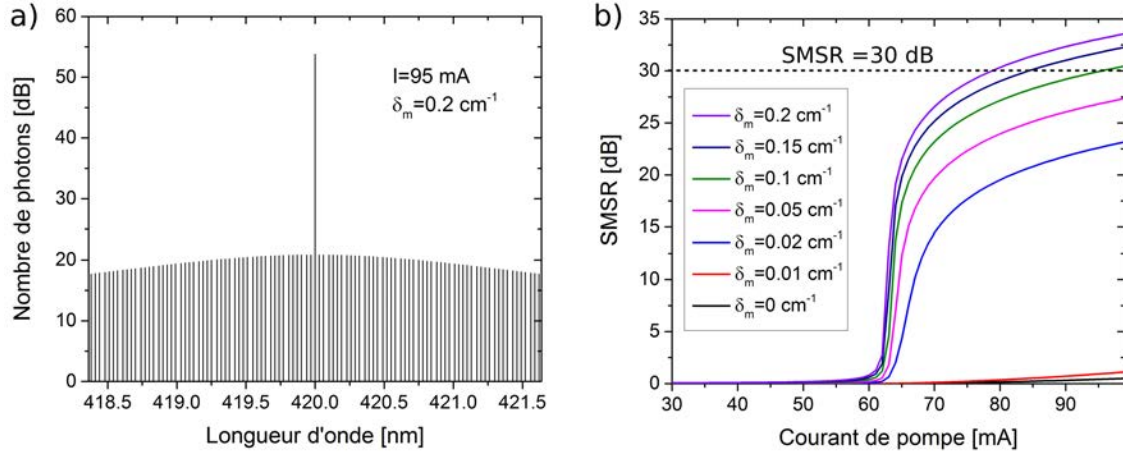 a)
60
50
40
30
20
10
0
Nombre de photons [dB]
I=95 mA
δm=0.2 cm-1
418.5
419.0
419.5
420.0
420.5
421.0
421.5
Longueur d'onde [nm]
b)
35
30
25
20
15
10
5
0
SMSR [dB]
SMSR =30 dB
δm=0.2 cm-1
δm=0.15 cm-1
δm=0.1 cm-1
δm=0.05 cm-1
δm=0.02 cm-1
δm=0.01 cm-1
δm=0 cm-1
30
40
50
60
70
80
90
Courant de pompe [mA]